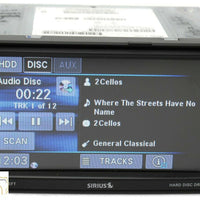 HDD DISC AUX
Audio Disc
00:22
TRK 1 of 12
SCAN
2:03
2Cellos
Where The Streets Have No
Name
2Cellos
General Classical
TRACKS
SIRIUS
HARD DISC DR